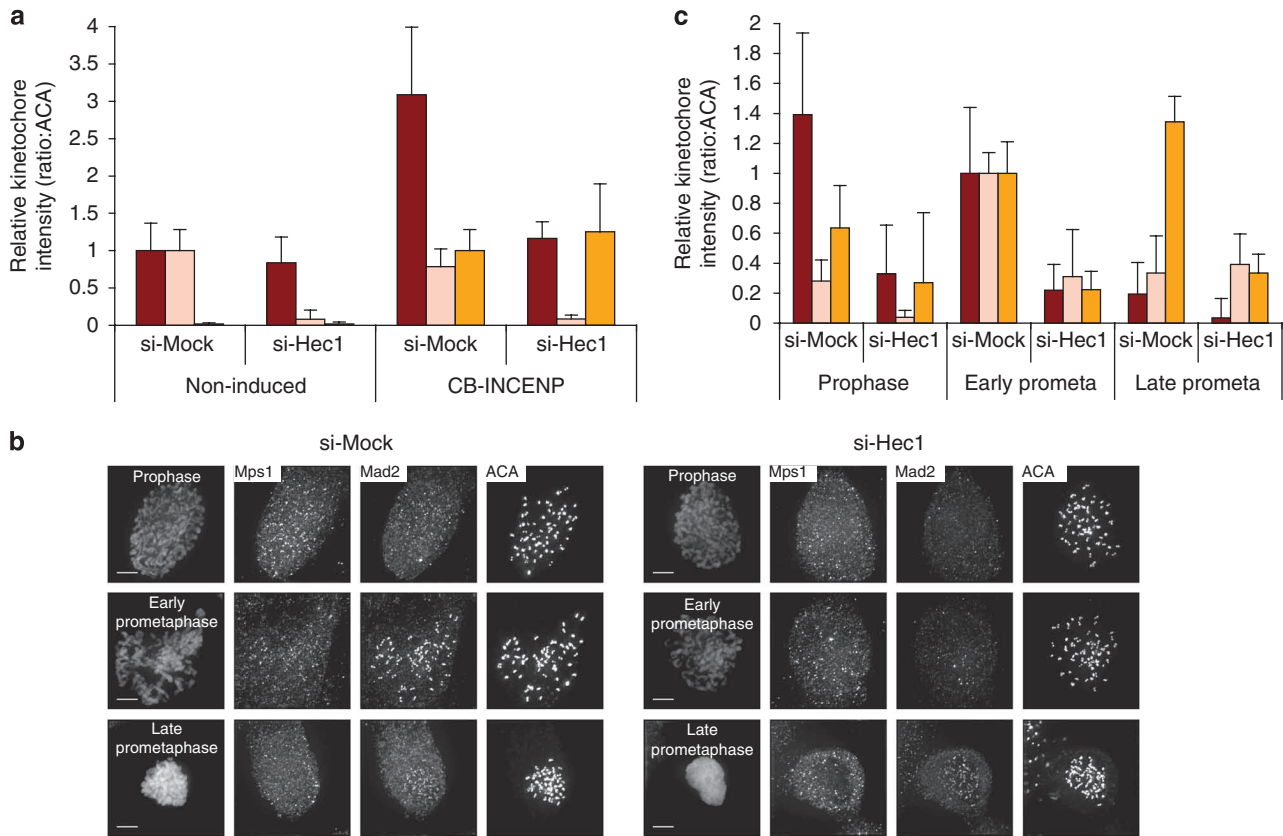 a
Relative kinetochore
intensity (ratio:ACA)
4
3.5
3
2.5
2
1.5
1
0.5
0
si-Mock si-Hec1 si-Mock si-Hec1
Non-induced CB-INCENP
c
Relative kinetochore
intensity (ratio:ACA)
2
1.8
1.6
1.4
1.2
1
0.8
0.6
0.4
0.2
0
si-Mock si-Hec1 si-Mock si-Hec1 si-Mock si-Hec1
Prophase Early prometa Late prometa
b
si-Mock
Prophase Mps1 Mad2 ACA
Early
prometaphase
Late
prometaphase
si-Hec1
Prophase Mps1 Mad2 ACA
Early
prometaphase
Late
prometaphase